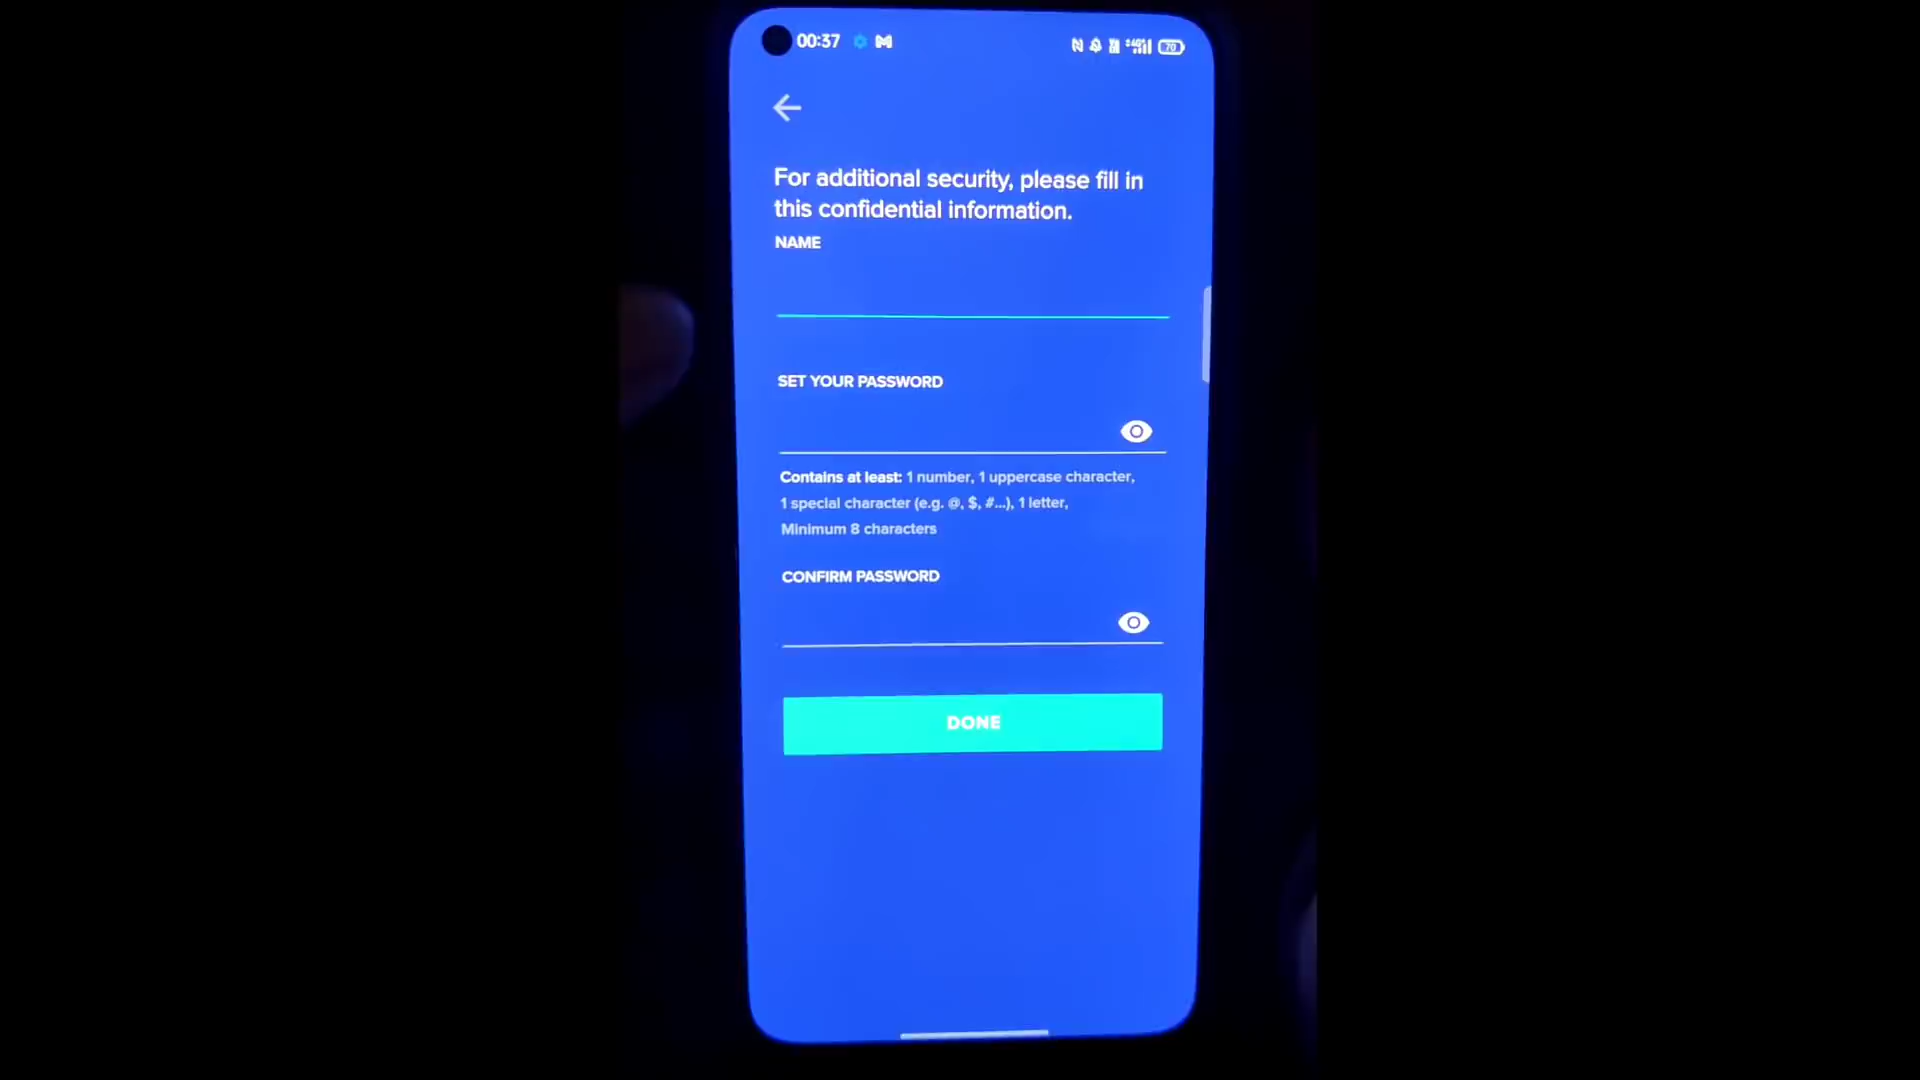 00:37
70
For additional security, please fill in
this confidential information.
NAME
SET YOUR PASSWORD
Contains at least: 1 number, 1 uppercase character,
1 special character (e.g. @, $, #...), 1 letter,
Minimum 8 characters
CONFIRM PASSWORD
DONE